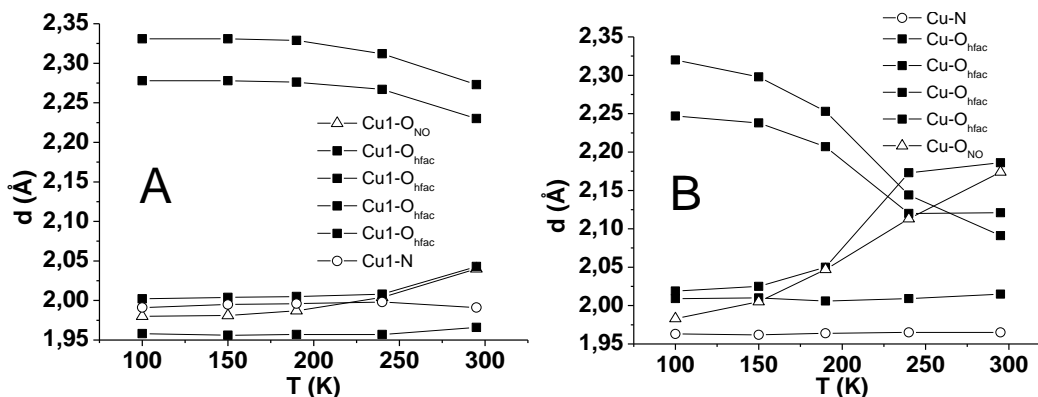 2,35
2,30
2,25
2,20
2,15
2,10
2,05
2,00
1,95
d (Å)
A
Cu1-O_NO
Cu1-O_hfac
Cu1-O_hfac
Cu1-O_hfac
Cu1-O_hfac
Cu1-N
100 150 200 250 300
T (K)
2,35
2,30
2,25
2,20
2,15
2,10
2,05
2,00
1,95
d (Å)
B
Cu-N
Cu-O_hfac
Cu-O_hfac
Cu-O_hfac
Cu-O_hfac
Cu-O_NO
100 150 200 250 300
T (K)